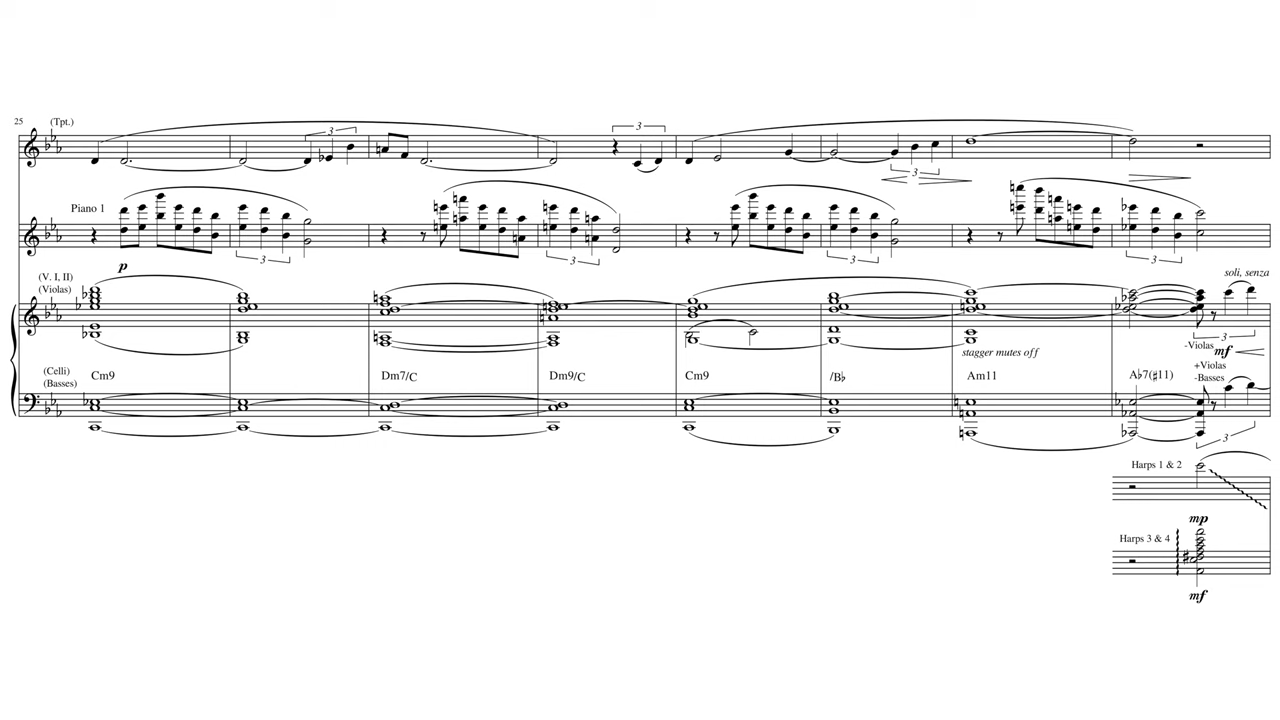 25
(Tpt.)
3
3
3
Piano 1
p
3
3
3
3
(V. I, II)
(Violas)
soli, senza
3
-Violas
mf
stagger mutes off
(Celli)
(Basses)
Cm9
Dm7/C
Dm9/C
Cm9
/B♭
Am11
A♭7(♯11)
+Violas
-Basses
3
Harps 1 & 2
mp
Harps 3 & 4
mf